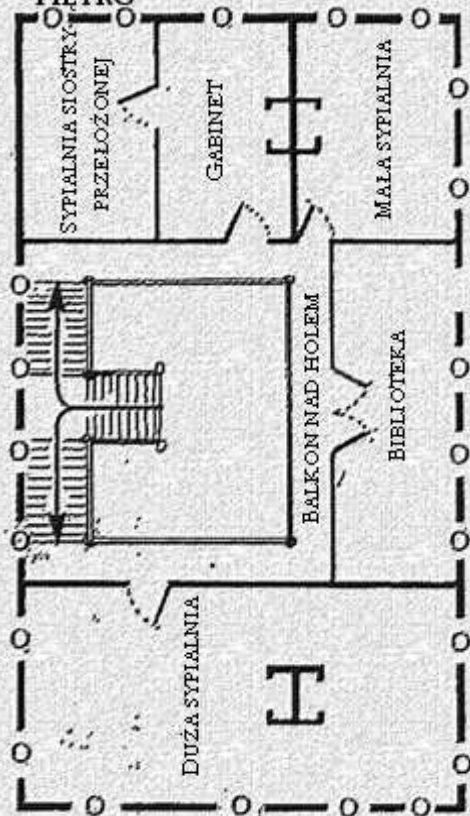 PIĘTRO
SYPIALNIA SIOSTRY-
PRZEŁOŻONEJ
GABINET
MAŁA SYPIALNIA
BALKON NAD HOLEM
BIBLIOTEKA
DUŻA SYPIALNIA